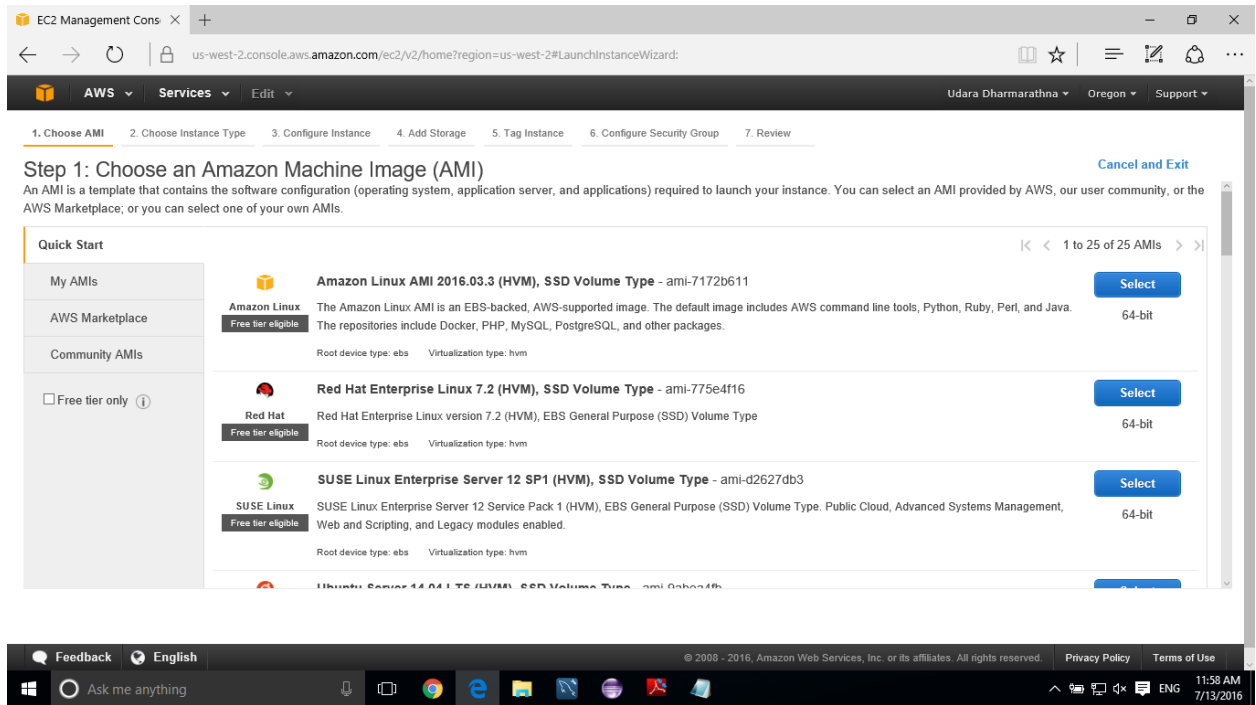 EC2 Management Cons
us-west-2.console.aws.amazon.com/ec2/v2/home?region=us-west-2#LaunchInstanceWizard:
AWS Services Edit Udara Dharmarathna Oregon Support
1. Choose AMI 2. Choose Instance Type 3. Configure Instance 4. Add Storage 5. Tag Instance 6. Configure Security Group 7. Review
Step 1: Choose an Amazon Machine Image (AMI)
Cancel and Exit
An AMI is a template that contains the software configuration (operating system, application server, and applications) required to launch your instance. You can select an AMI provided by AWS, our user community, or the
AWS Marketplace; or you can select one of your own AMIs.
Quick Start
1 to 25 of 25 AMIs
My AMIs
AWS Marketplace
Community AMIs
Free tier only
Amazon Linux AMI 2016.03.3 (HVM), SSD Volume Type - ami-7172b611
Select
Amazon Linux
Free tier eligible
The Amazon Linux AMI is an EBS-backed, AWS-supported image. The default image includes AWS command line tools, Python, Ruby, Perl, and Java.
The repositories include Docker, PHP, MySQL, PostgreSQL, and other packages.
64-bit
Root device type: ebs Virtualization type: hvm
Red Hat Enterprise Linux 7.2 (HVM), SSD Volume Type - ami-775e4f16
Select
Red Hat
Free tier eligible
Red Hat Enterprise Linux version 7.2 (HVM), EBS General Purpose (SSD) Volume Type
64-bit
Root device type: ebs Virtualization type: hvm
SUSE Linux Enterprise Server 12 SP1 (HVM), SSD Volume Type - ami-d2627db3
Select
SUSE Linux
Free tier eligible
SUSE Linux Enterprise Server 12 Service Pack 1 (HVM), EBS General Purpose (SSD) Volume Type. Public Cloud, Advanced Systems Management,
Web and Scripting, and Legacy modules enabled.
64-bit
Root device type: ebs Virtualization type: hvm
Ubuntu Server 14.04 LTS (HVM), SSD Volume Type
Feedback English
© 2008 - 2016, Amazon Web Services, Inc. or its affiliates. All rights reserved. Privacy Policy Terms of Use
Ask me anything
ENG
11:58 AM
7/13/2016